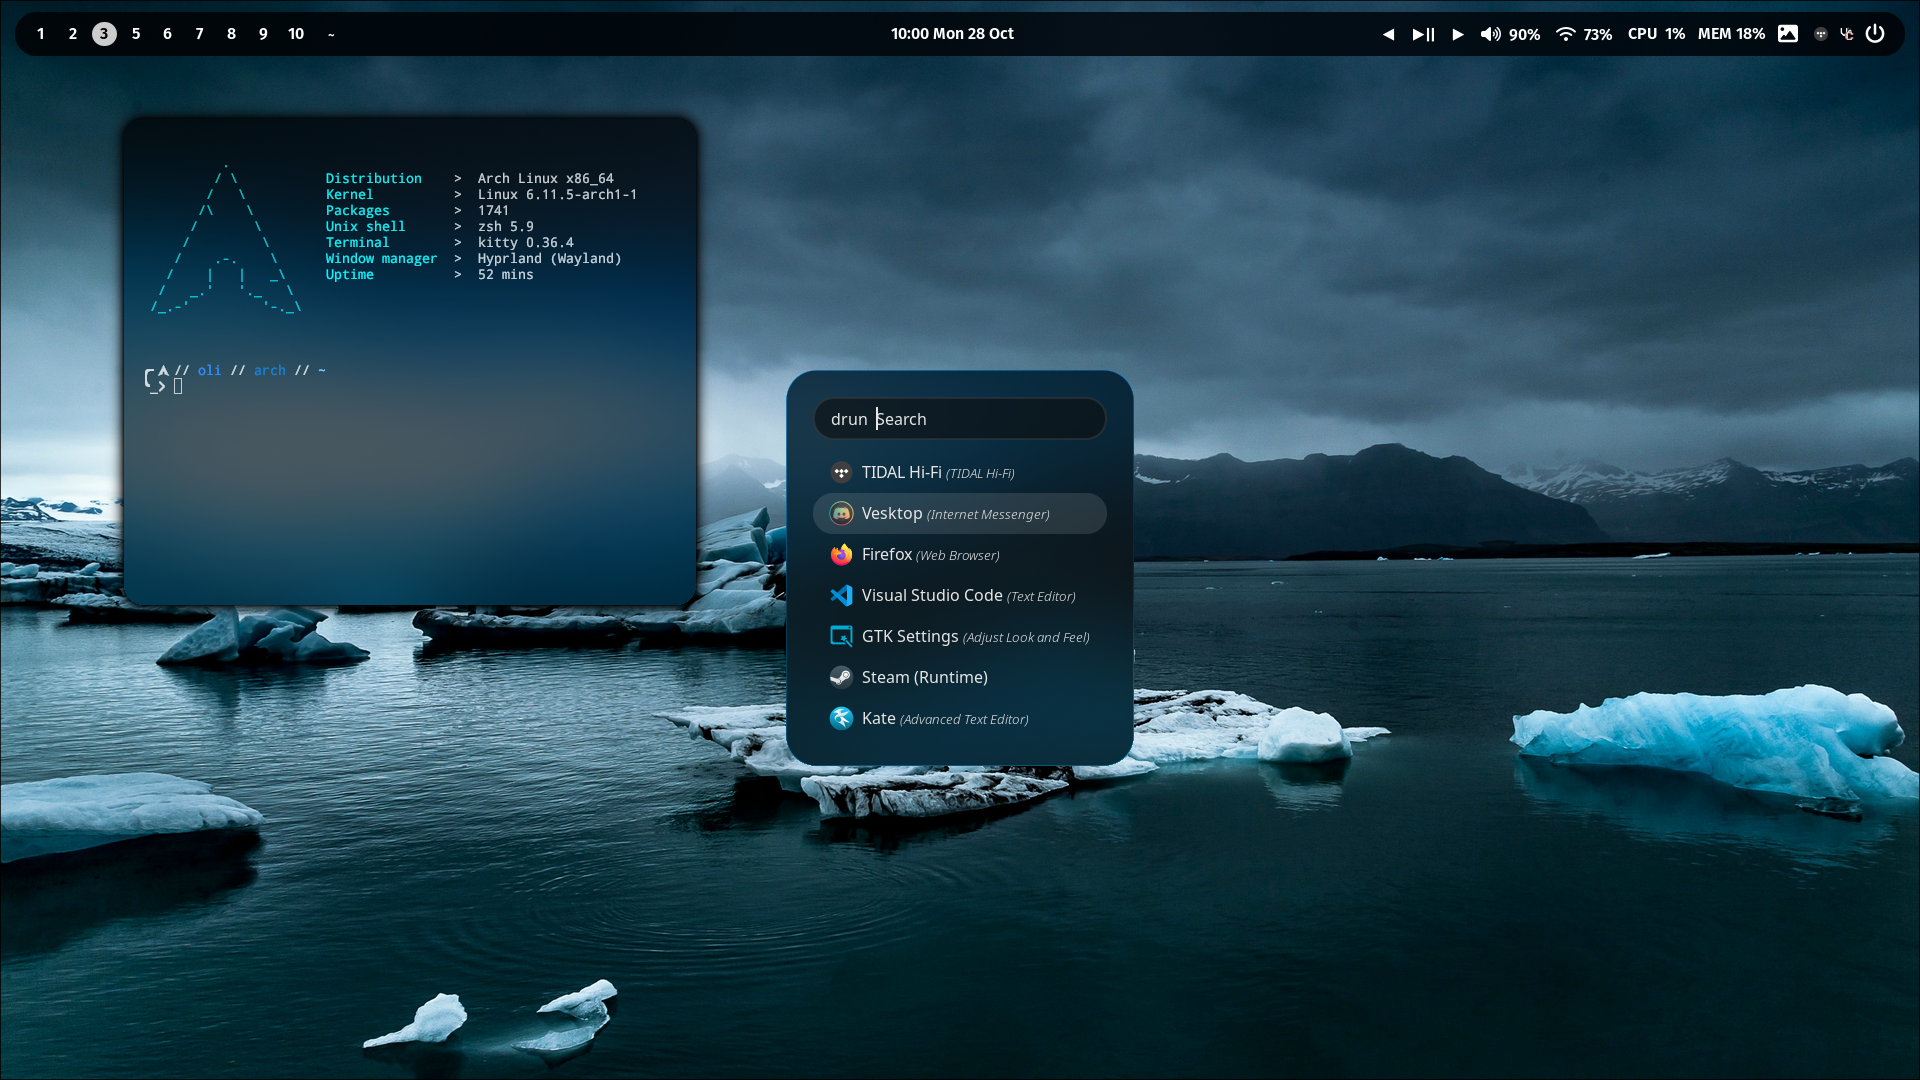 1 2 3 5 6 7 8 9 10 ~
10:00 Mon 28 Oct
90% 73% CPU 1% MEM 18%
Distribution > Arch Linux x86_64
Kernel > Linux 6.11.5-arch1-1
Packages > 1741
Unix shell > zsh 5.9
Terminal > kitty 0.36.4
Window manager > Hyprland (Wayland)
Uptime > 52 mins
// oli // arch // ~
drun Search
TIDAL Hi-Fi (TIDAL Hi-Fi)
Vesktop (Internet Messenger)
Firefox (Web Browser)
Visual Studio Code (Text Editor)
GTK Settings (Adjust Look and Feel)
Steam (Runtime)
Kate (Advanced Text Editor)